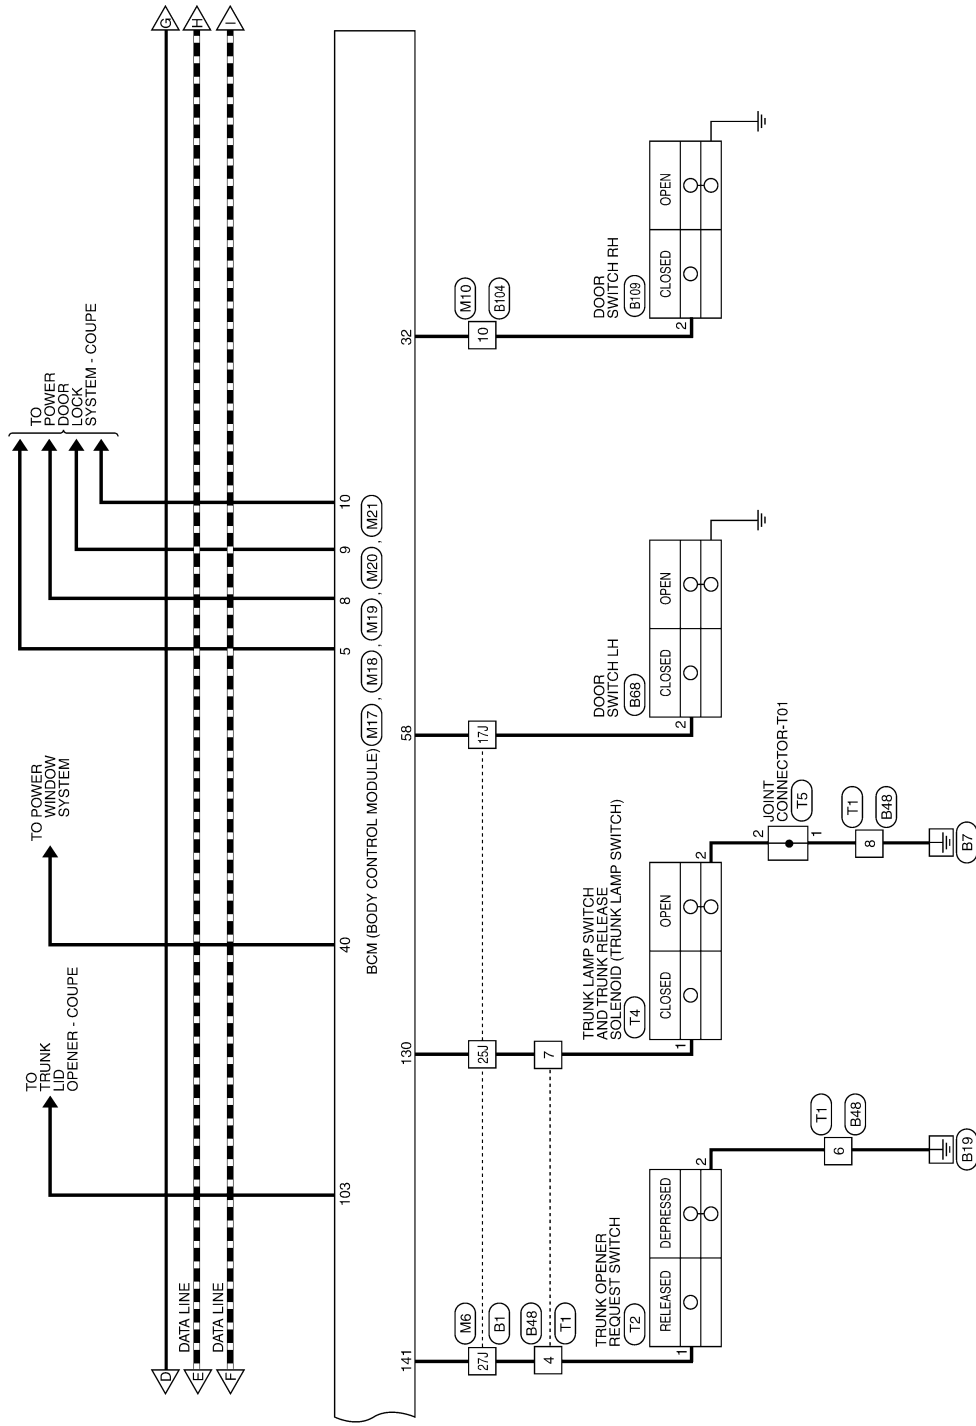 D
G
DATA LINE
E
H
DATA LINE
F
I
TO
TRUNK
LID
OPENER - COUPE
TO POWER
WINDOW
SYSTEM
TO
POWER
DOOR
LOCK
SYSTEM - COUPE
103
40
5
8
9
10
BCM (BODY CONTROL MODULE) M17 , M18 , M19 , M20 , M21
141
130
58
32
M6
27J
B1
25J
17J
M10
10
B104
B48
4
T1
7
TRUNK OPENER
REQUEST SWITCH
T2
RELEASED
DEPRESSED
1
2
TRUNK LAMP SWITCH
AND TRUNK RELEASE
SOLENOID (TRUNK LAMP SWITCH)
T4
CLOSED
OPEN
1
2
DOOR
SWITCH LH
B68
CLOSED
OPEN
2
DOOR
SWITCH RH
B109
CLOSED
OPEN
2
JOINT
CONNECTOR-T01
T5
2
1
T1
6
B48
B19
T1
8
B48
B7